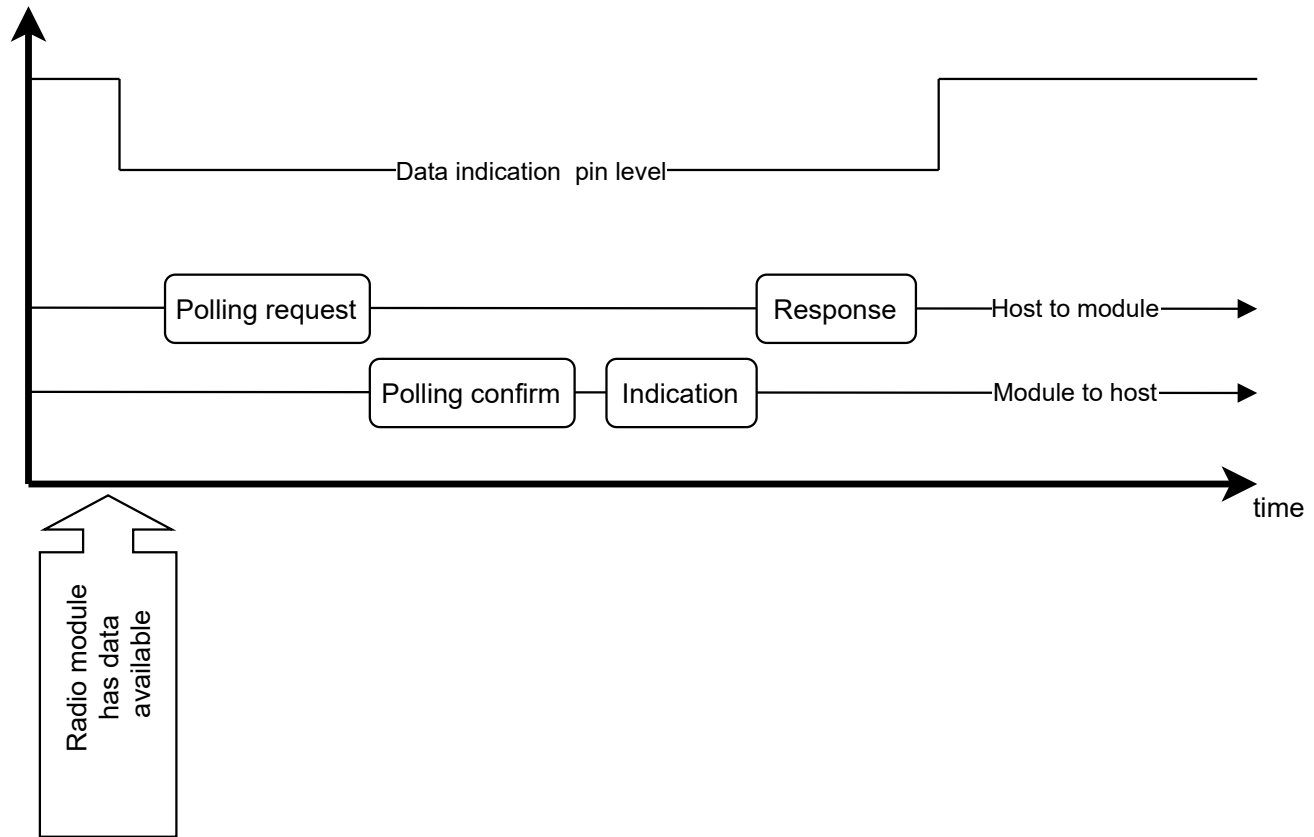 Data indication  pin level
Polling request
Response
Host to module
Polling confirm
Indication
Module to host
time
Radio module
has data
available